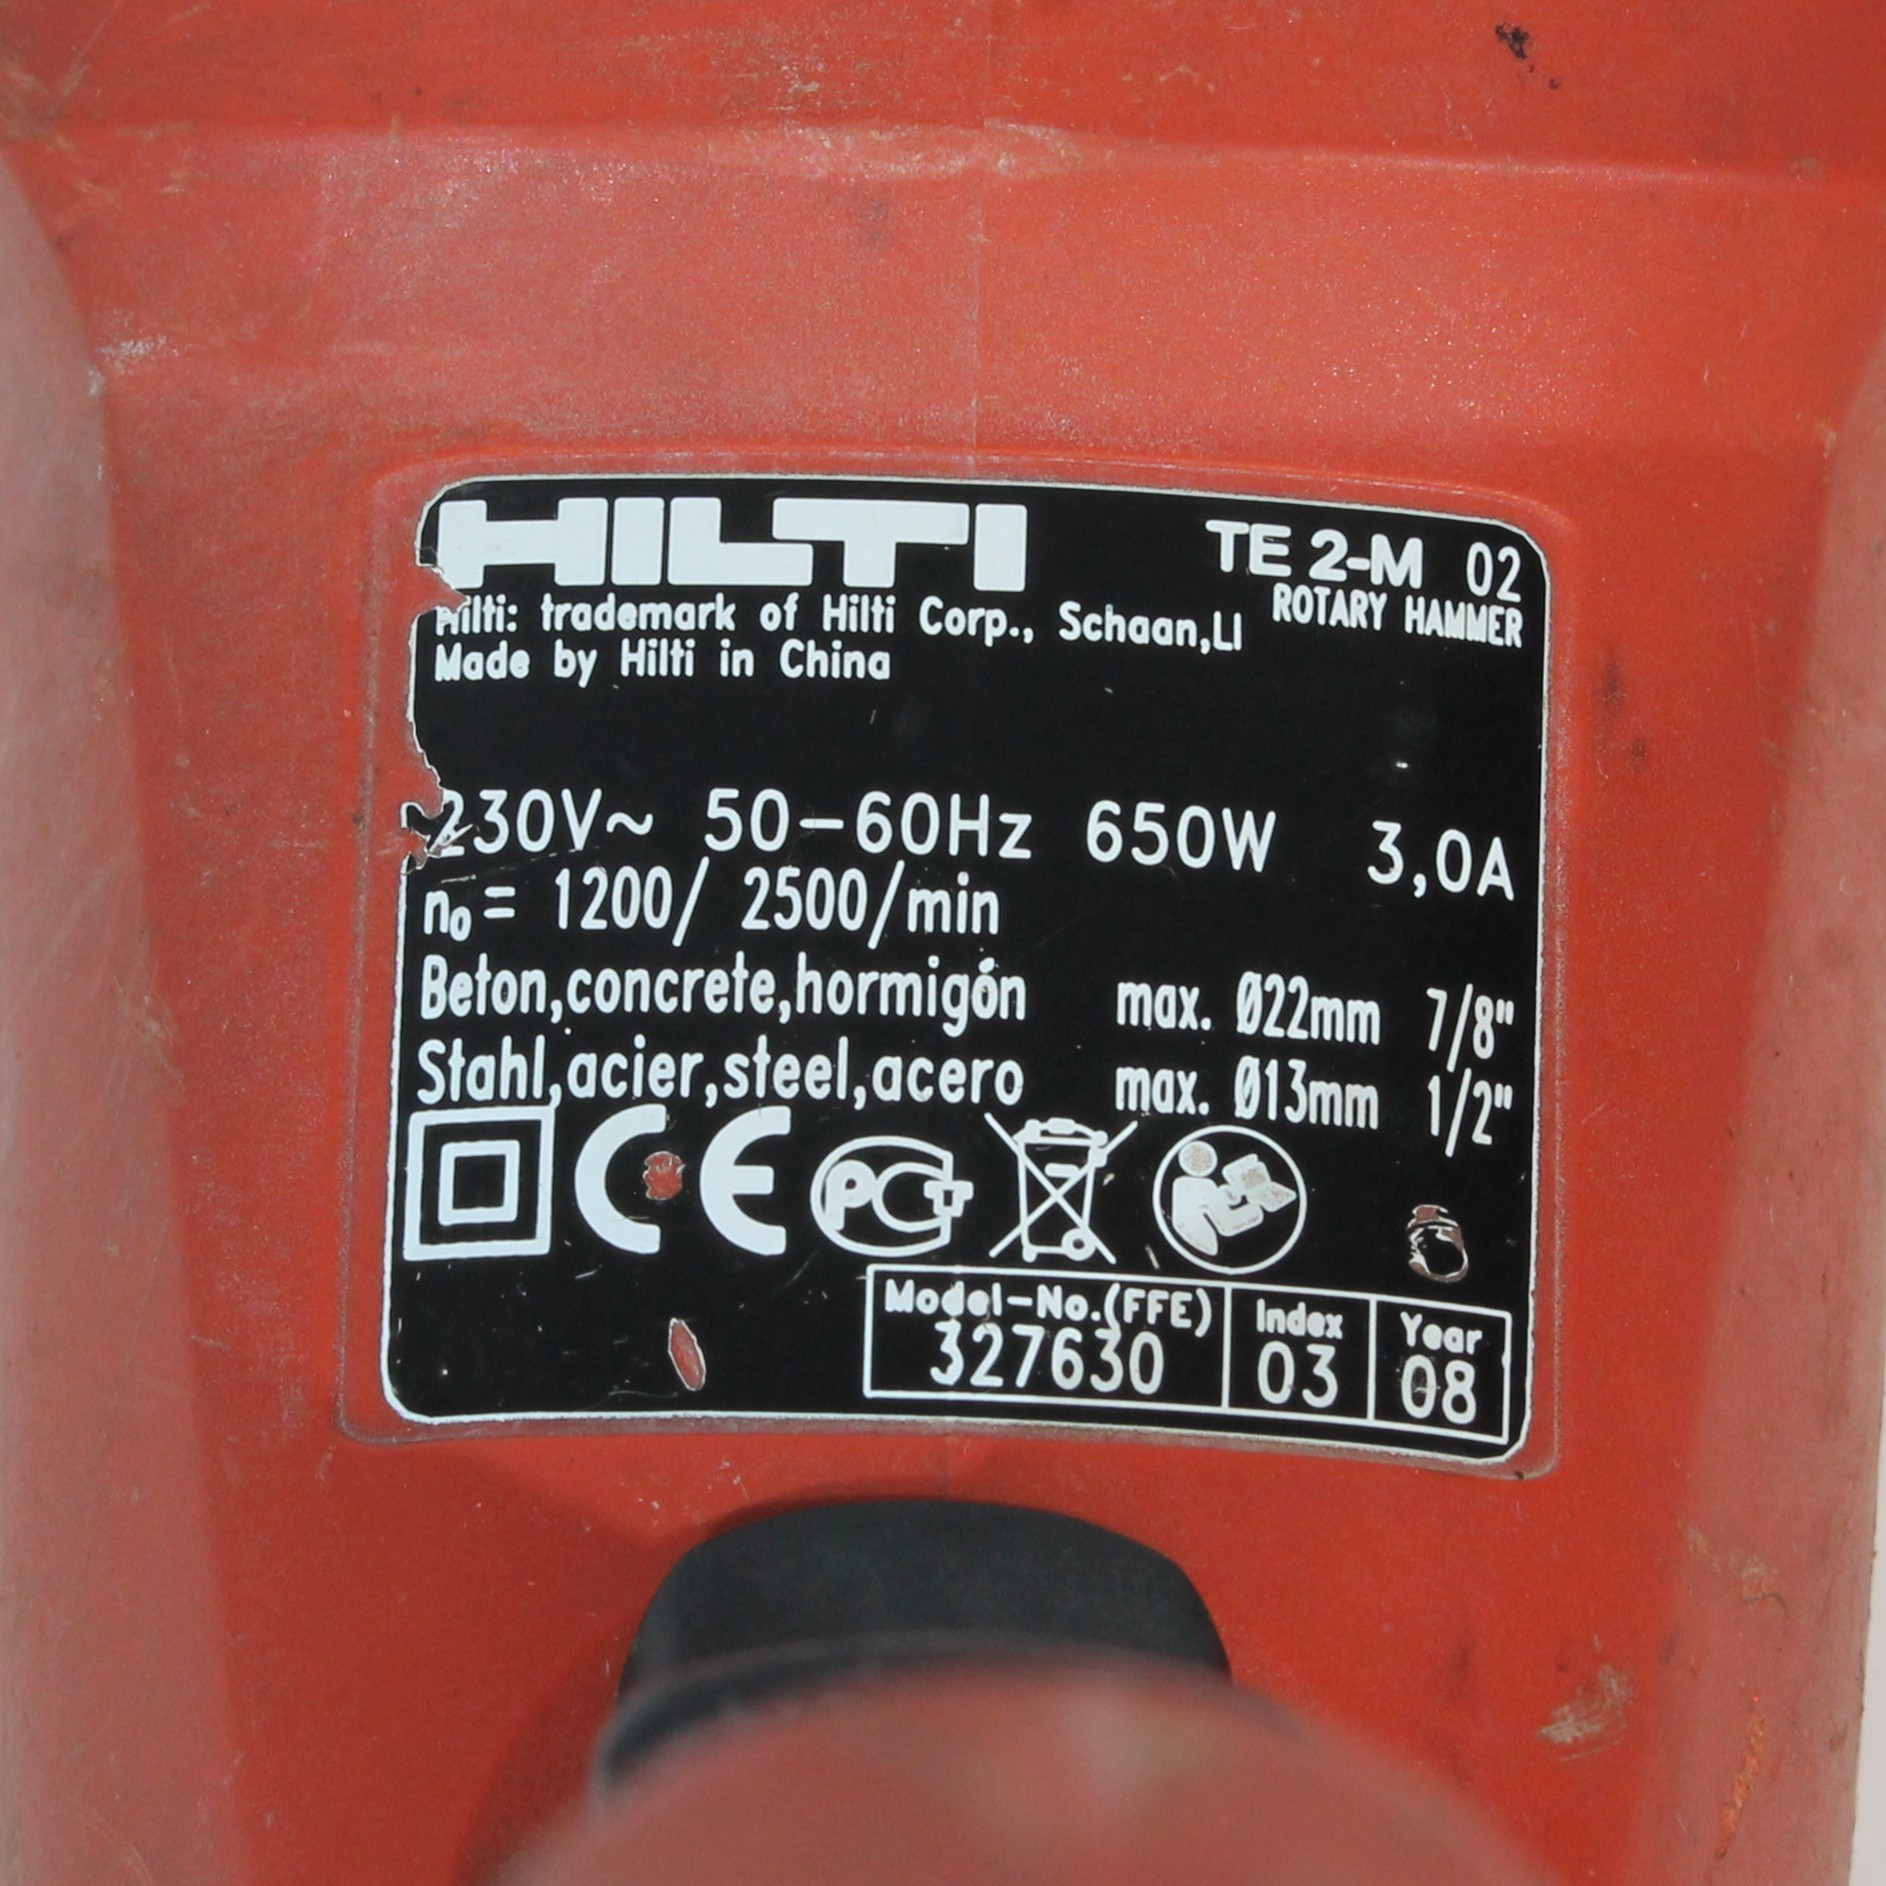 HILTI
TE 2-M 02
ROTARY HAMMER
Hilti: trademark of Hilti Corp., Schaan,LI
Made by Hilti in China
230V~ 50-60Hz 650W 3,0A
n₀= 1200/ 2500/min
Beton,concrete,hormigón max. Ø22mm 7/8"
Stahl,acier,steel,acero max. Ø13mm 1/2"
CE PCT
Model-No.(FFE) Index Year
327630 03 08